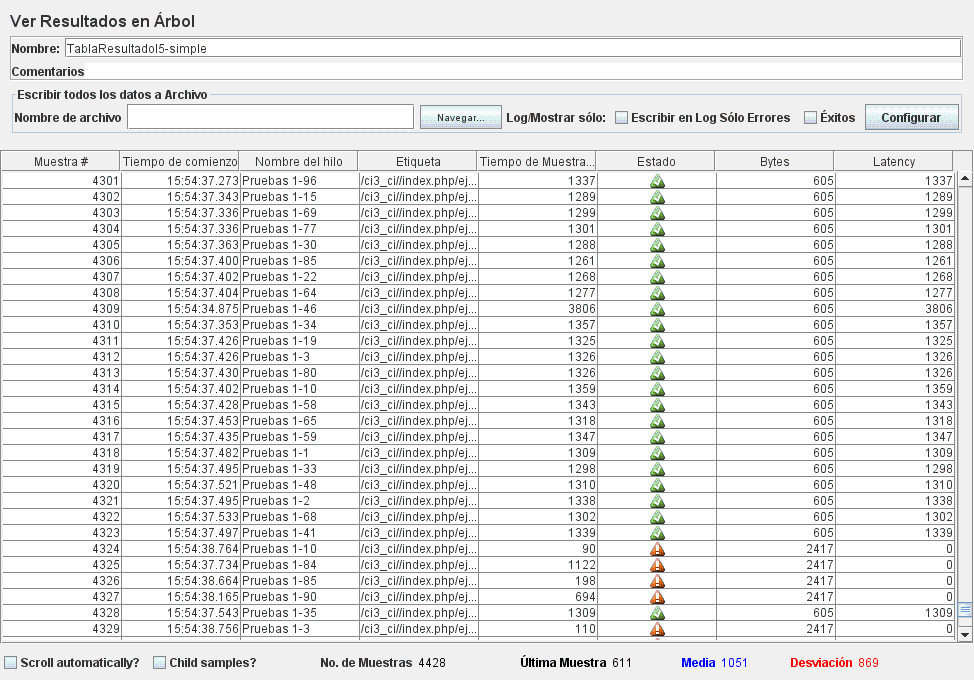 Ver Resultados en Árbol
Nombre: TablaResultadoI5-simple
Comentarios
Escribir todos los datos a Archivo
Nombre de archivo Navegar... Log/Mostrar sólo: Escribir en Log Sólo Errores Éxitos Configurar
Muestra # Tiempo de comienzo Nombre del hilo Etiqueta Tiempo de Muestra... Estado Bytes Latency
4301 15:54:37.273 Pruebas 1-96 /ci3_ci//index.php/ej... 1337 605 1337
4302 15:54:37.343 Pruebas 1-15 /ci3_ci//index.php/ej... 1289 605 1289
4303 15:54:37.336 Pruebas 1-69 /ci3_ci//index.php/ej... 1299 605 1299
4304 15:54:37.336 Pruebas 1-77 /ci3_ci//index.php/ej... 1301 605 1301
4305 15:54:37.363 Pruebas 1-30 /ci3_ci//index.php/ej... 1288 605 1288
4306 15:54:37.400 Pruebas 1-85 /ci3_ci//index.php/ej... 1261 605 1261
4307 15:54:37.402 Pruebas 1-22 /ci3_ci//index.php/ej... 1268 605 1268
4308 15:54:37.404 Pruebas 1-64 /ci3_ci//index.php/ej... 1277 605 1277
4309 15:54:34.875 Pruebas 1-46 /ci3_ci//index.php/ej... 3806 605 3806
4310 15:54:37.353 Pruebas 1-34 /ci3_ci//index.php/ej... 1357 605 1357
4311 15:54:37.426 Pruebas 1-19 /ci3_ci//index.php/ej... 1325 605 1325
4312 15:54:37.426 Pruebas 1-3 /ci3_ci//index.php/ej... 1326 605 1326
4313 15:54:37.430 Pruebas 1-80 /ci3_ci//index.php/ej... 1326 605 1326
4314 15:54:37.402 Pruebas 1-10 /ci3_ci//index.php/ej... 1359 605 1359
4315 15:54:37.428 Pruebas 1-58 /ci3_ci//index.php/ej... 1343 605 1343
4316 15:54:37.453 Pruebas 1-65 /ci3_ci//index.php/ej... 1318 605 1318
4317 15:54:37.435 Pruebas 1-59 /ci3_ci//index.php/ej... 1347 605 1347
4318 15:54:37.482 Pruebas 1-1 /ci3_ci//index.php/ej... 1309 605 1309
4319 15:54:37.495 Pruebas 1-33 /ci3_ci//index.php/ej... 1298 605 1298
4320 15:54:37.521 Pruebas 1-48 /ci3_ci//index.php/ej... 1310 605 1310
4321 15:54:37.495 Pruebas 1-2 /ci3_ci//index.php/ej... 1338 605 1338
4322 15:54:37.533 Pruebas 1-68 /ci3_ci//index.php/ej... 1302 605 1302
4323 15:54:37.497 Pruebas 1-41 /ci3_ci//index.php/ej... 1339 605 1339
4324 15:54:38.764 Pruebas 1-10 /ci3_ci//index.php/ej... 90 2417 0
4325 15:54:37.734 Pruebas 1-84 /ci3_ci//index.php/ej... 1122 2417 0
4326 15:54:38.664 Pruebas 1-85 /ci3_ci//index.php/ej... 198 2417 0
4327 15:54:38.165 Pruebas 1-90 /ci3_ci//index.php/ej... 694 2417 0
4328 15:54:37.543 Pruebas 1-35 /ci3_ci//index.php/ej... 1309 605 1309
4329 15:54:38.756 Pruebas 1-3 /ci3_ci//index.php/ej... 110 2417 0
Scroll automatically? Child samples? No. de Muestras 4428 Última Muestra 611 Media 1051 Desviación 869